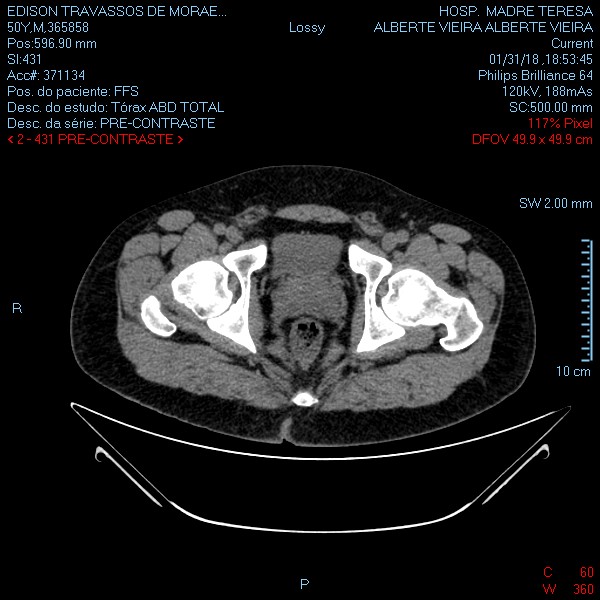 EDISON TRAVASSOS DE MORAE...
50Y,M,365858
Pos:596.90 mm
SI:431
Acc#: 371134
Pos. do paciente: FFS
Desc. do estudo: Tórax ABD TOTAL
Desc. da série: PRE-CONTRASTE
< 2 - 431 PRE-CONTRASTE >
Lossy
HOSP. MADRE TERESA
ALBERTE VIEIRA ALBERTE VIEIRA
Current
01/31/18 ,18:53:45
Philips Brilliance 64
120kV, 188mAs
SC:500.00 mm
117% Pixel
DFOV 49.9 x 49.9 cm
SW 2.00 mm
R
10 cm
P
C 60
W 360